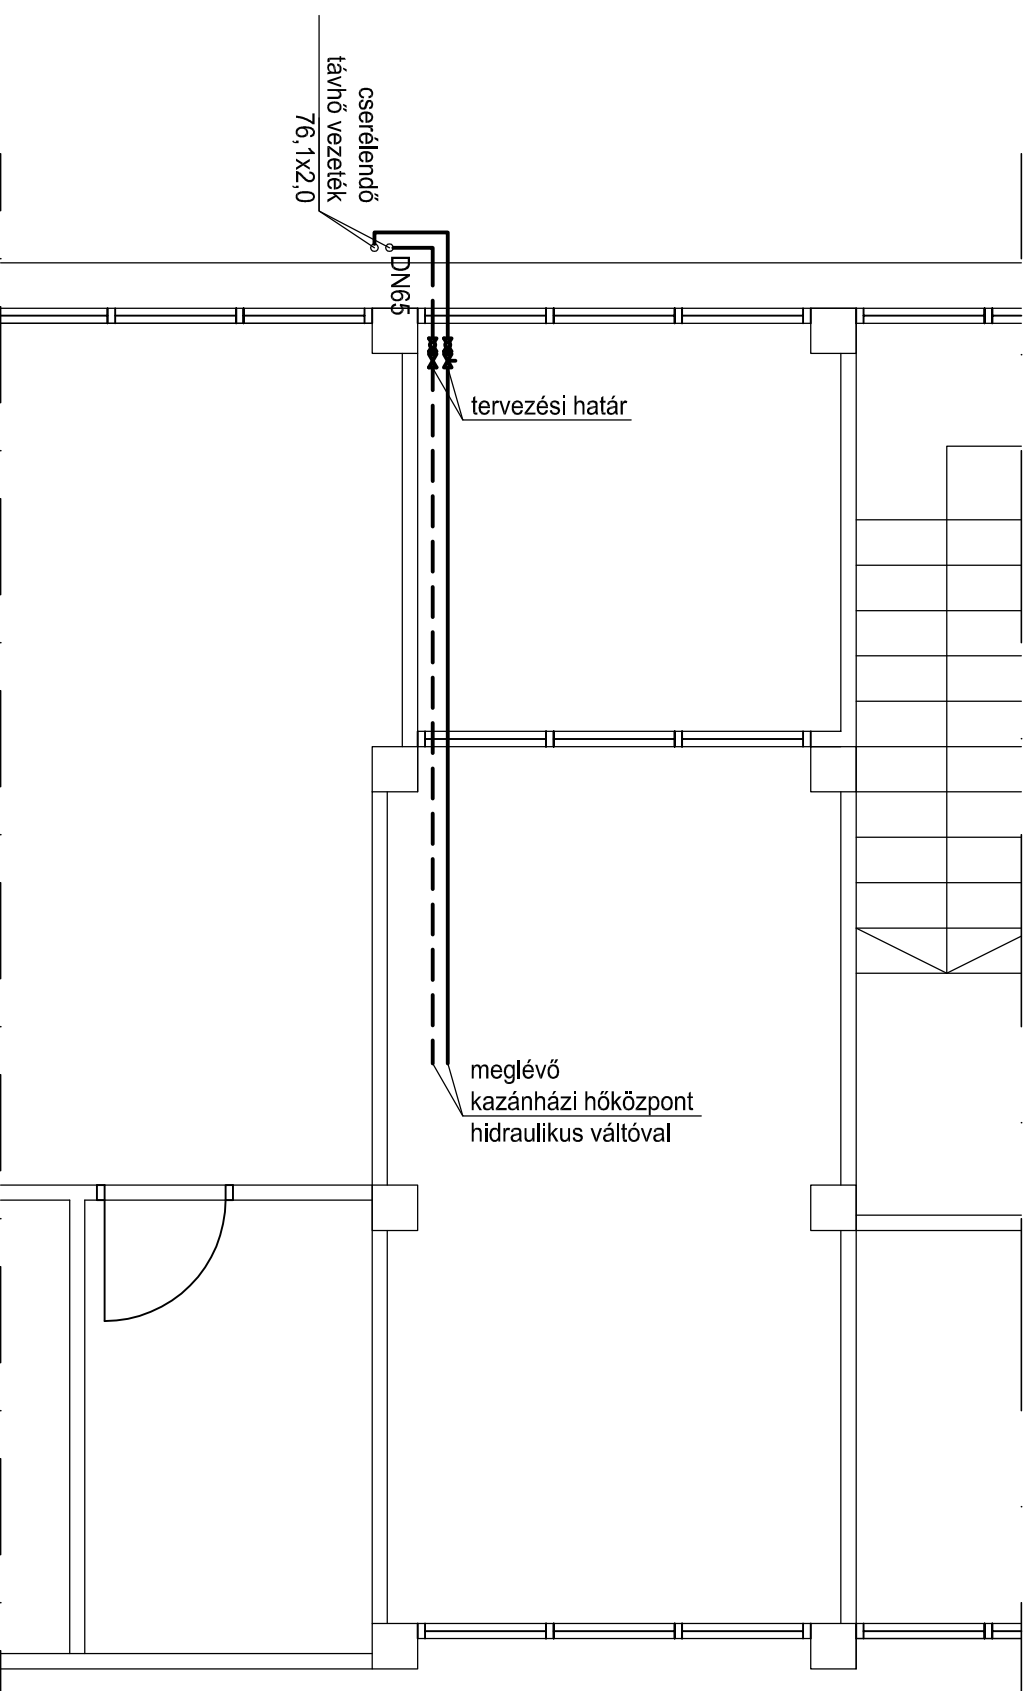 cserélendő
távhő vezeték
76,1x2,0
DN65
tervezési határ
meglévő
kazánházi hőközpont
hidraulikus váltóval